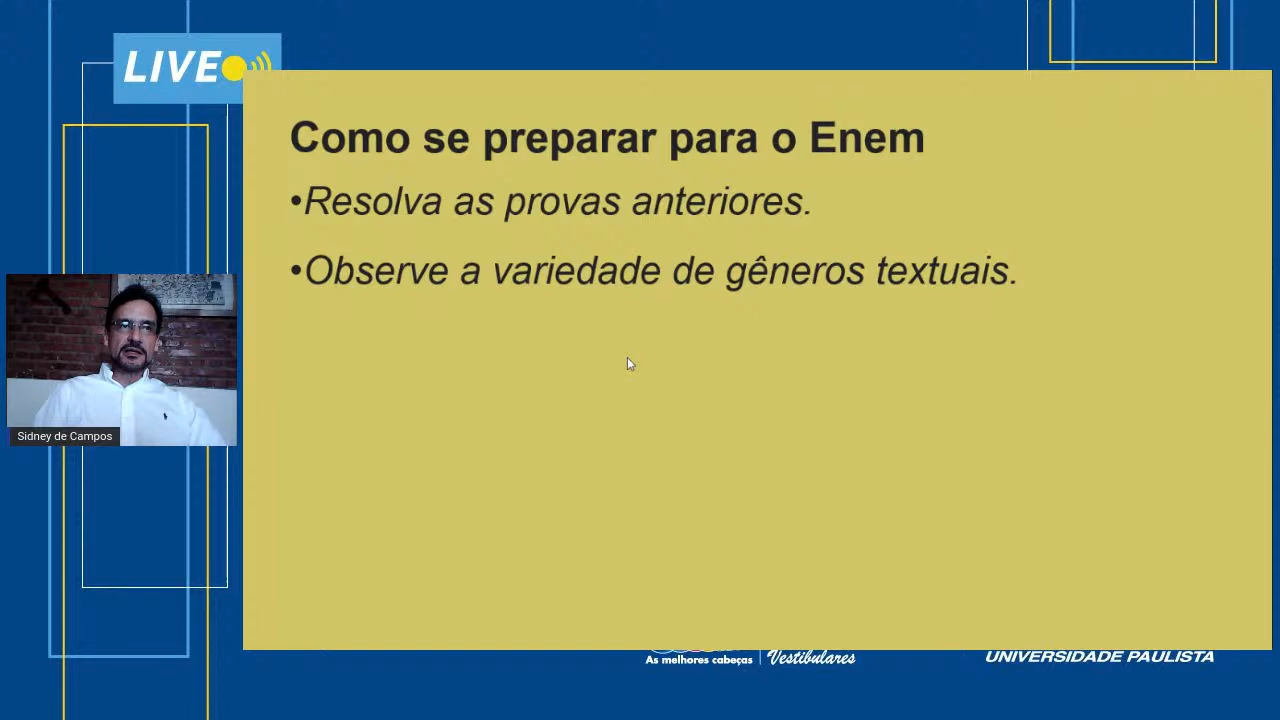 LIVE
Como se preparar para o Enem
•Resolva as provas anteriores.
•Observe a variedade de gêneros textuais.
Sidney de Campos
As melhores cabeças | Vestibulares
UNIVERSIDADE PAULISTA